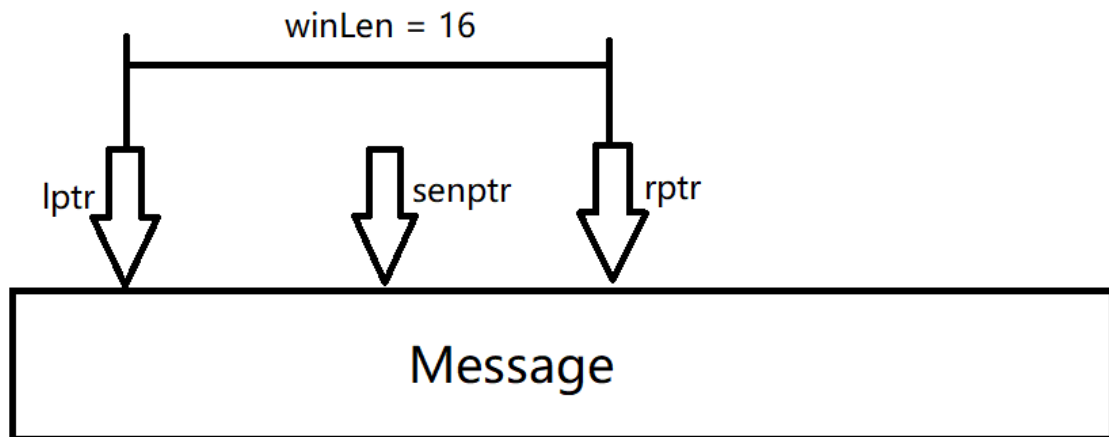 winLen = 16
lptr
senptr
rptr
Message